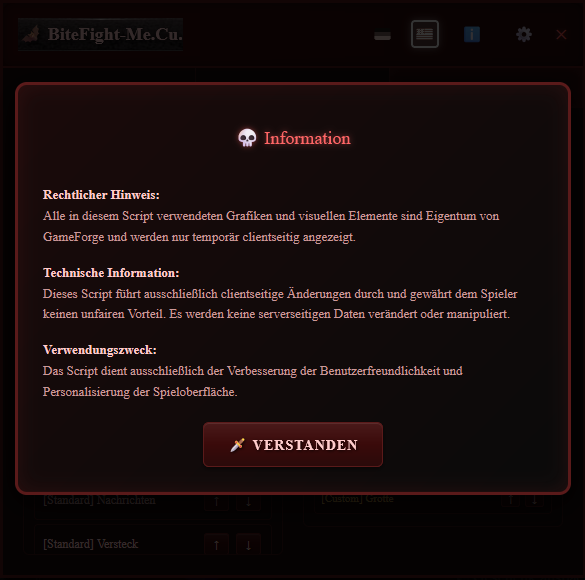 BiteFight-Me.Cu.
Information
Rechtlicher Hinweis:
Alle in diesem Script verwendeten Grafiken und visuellen Elemente sind Eigentum von
GameForge und werden nur temporär clientseitig angezeigt.
Technische Information:
Dieses Script führt ausschließlich clientseitige Änderungen durch und gewährt dem Spieler
keinen unfairen Vorteil. Es werden keine serverseitigen Daten verändert oder manipuliert.
Verwendungszweck:
Das Script dient ausschließlich der Verbesserung der Benutzerfreundlichkeit und
Personalisierung der Spieloberfläche.
VERSTANDEN
[Standard] Nachrichten ↑ ↓
[Custom] Grotte ↑ ↓
[Standard] Versteck ↑ ↓